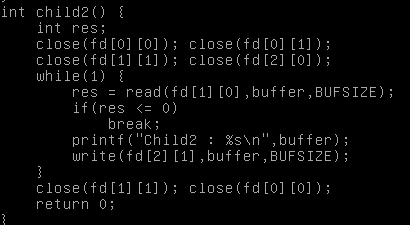 int child2() {
    int res;
    close(fd[0][0]); close(fd[0][1]);
    close(fd[1][1]); close(fd[2][0]);
    while(1) {
        res = read(fd[1][0],buffer,BUFSIZE);
        if(res <= 0)
            break;
        printf("Child2 : %s\n",buffer);
        write(fd[2][1],buffer,BUFSIZE);
    }
    close(fd[1][1]); close(fd[0][0]);
    return 0;
}